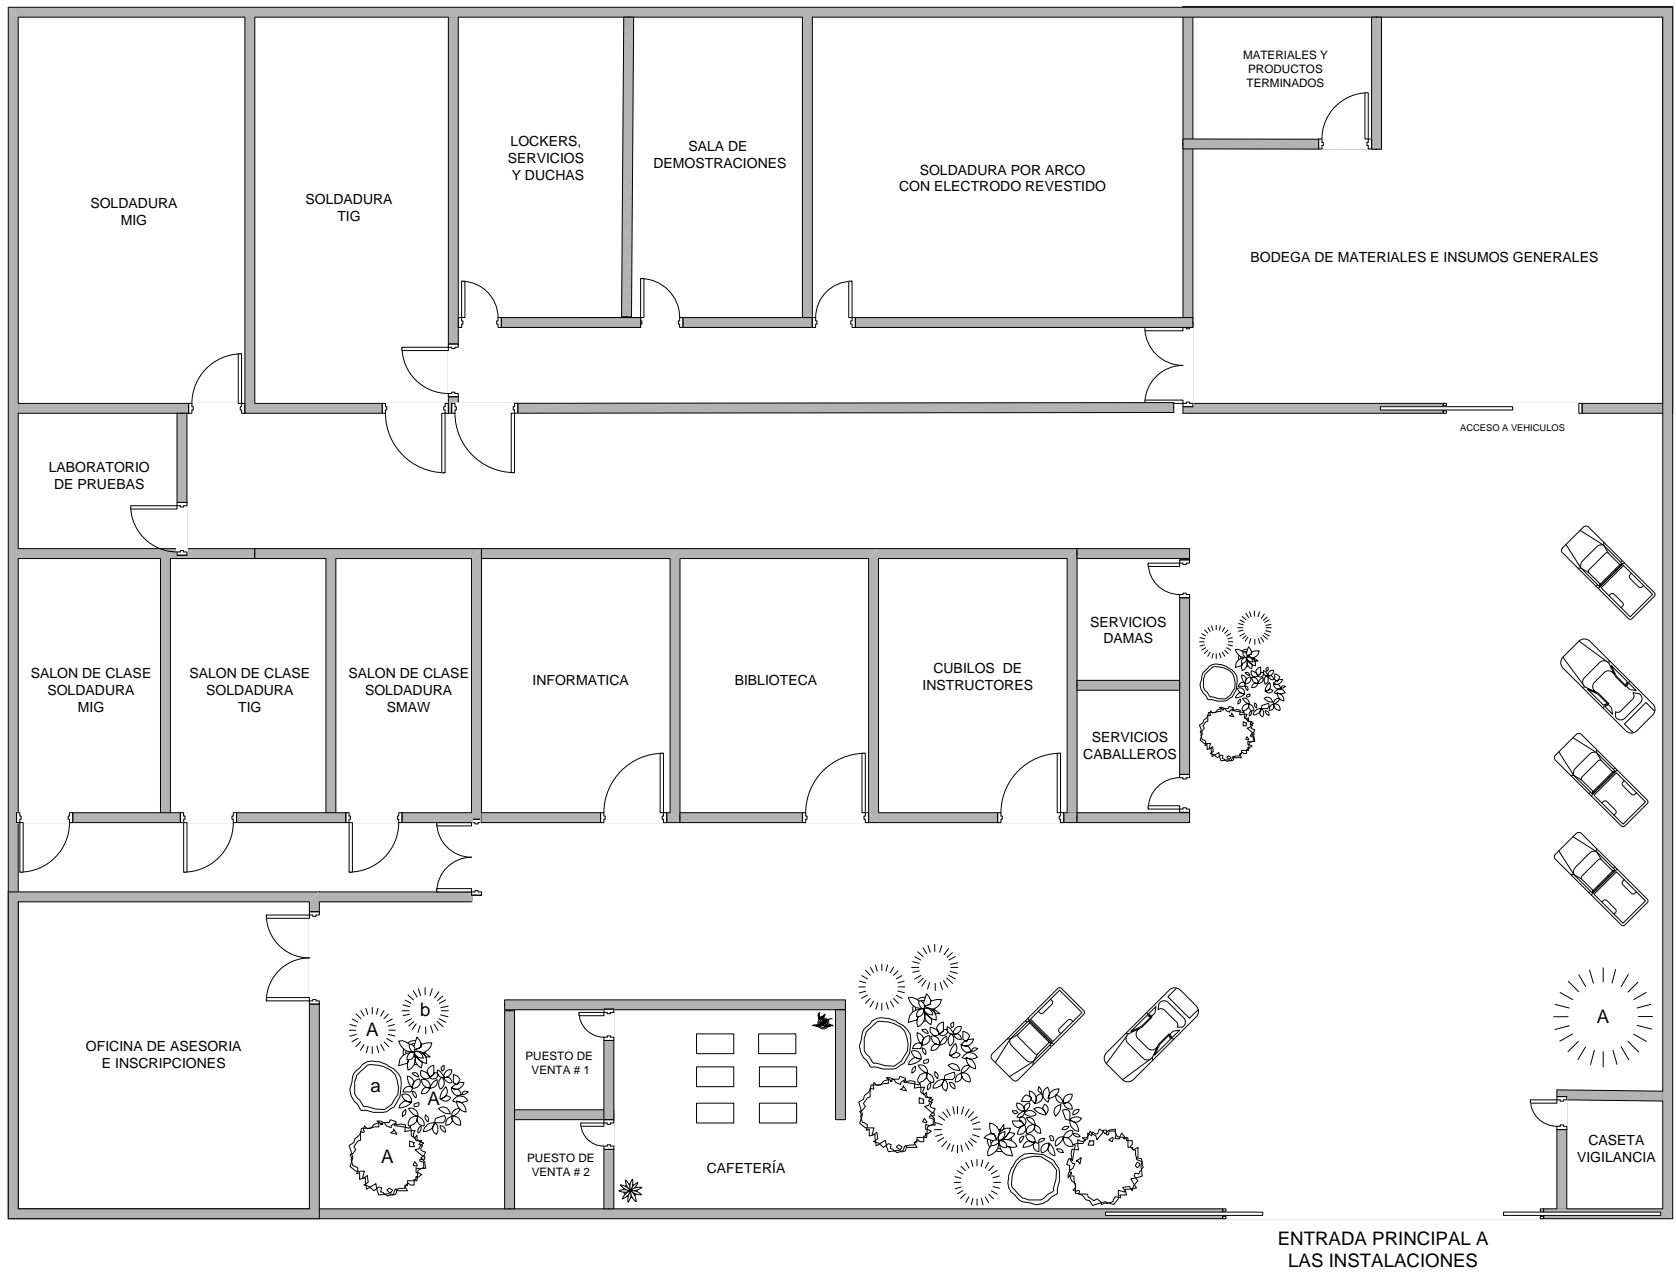 MATERIALES Y
PRODUCTOS
TERMINADOS
LOCKERS,
SERVICIOS
Y DUCHAS
SALA DE
DEMOSTRACIONES
SOLDADURA POR ARCO
CON ELECTRODO REVESTIDO
SOLDADURA
MIG
SOLDADURA
TIG
BODEGA DE MATERIALES E INSUMOS GENERALES
ACCESO A VEHICULOS
LABORATORIO
DE PRUEBAS
SERVICIOS
DAMAS
SALON DE CLASE
SOLDADURA
MIG
SALON DE CLASE
SOLDADURA
TIG
SALON DE CLASE
SOLDADURA
SMAW
INFORMATICA
BIBLIOTECA
CUBILOS DE
INSTRUCTORES
SERVICIOS
CABALLEROS
OFICINA DE ASESORIA
E INSCRIPCIONES
b
A
a
A
A
PUESTO DE
VENTA # 1
PUESTO DE
VENTA # 2
CAFETERÍA
A
CASETA
VIGILANCIA
ENTRADA PRINCIPAL A
LAS INSTALACIONES